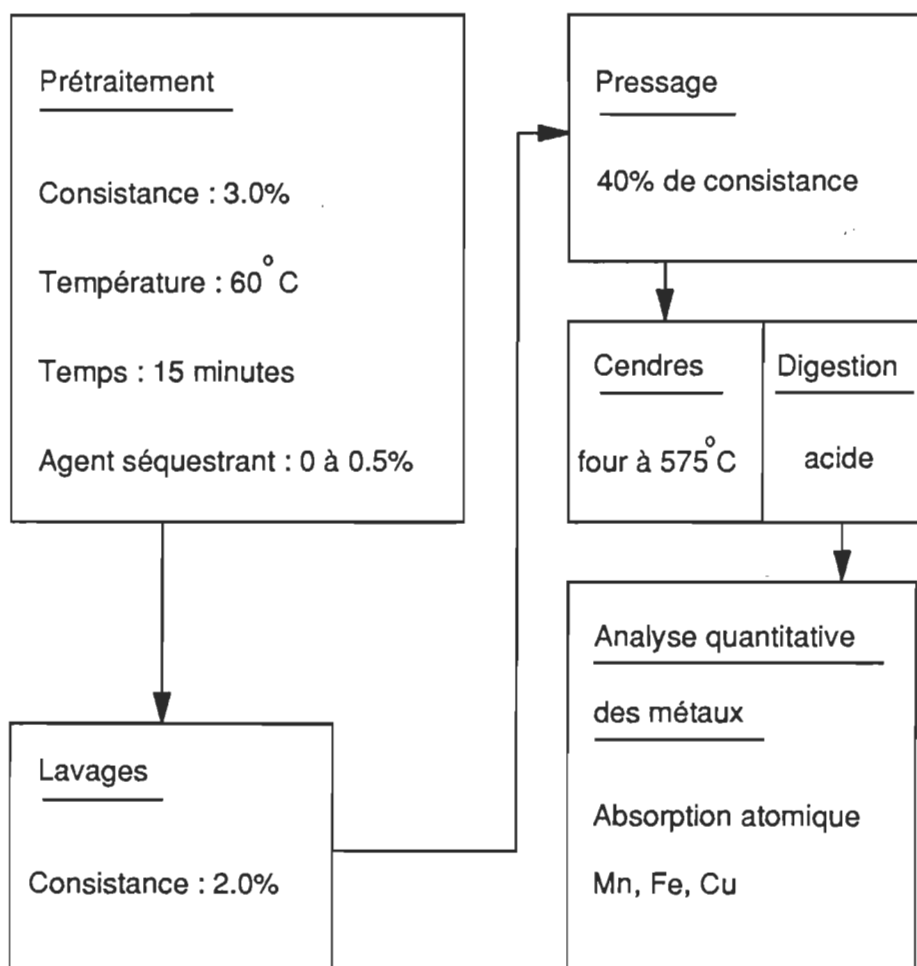 Prétraitement
Consistance : 3.0%
Température : 60° C
Temps : 15 minutes
Agent séquestrant : 0 à 0.5%
Lavages
Consistance : 2.0%
Pressage
40% de consistance
Cendres
four à 575°C
Digestion
acide
Analyse quantitative
des métaux
Absorption atomique
Mn, Fe, Cu